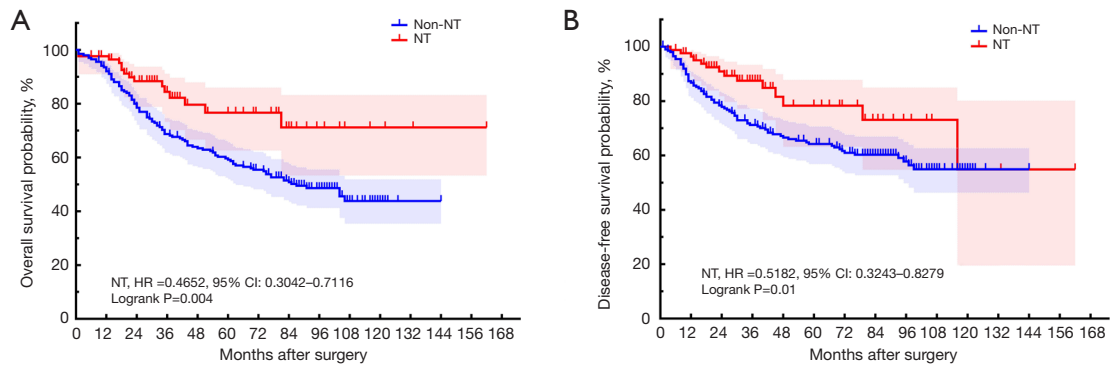 A
Non-NT
NT
Overall survival probability, %
100
80
60
40
20
0
NT, HR =0.4652, 95% CI: 0.3042–0.7116
Logrank P=0.004
0 12 24 36 48 60 72 84 96 108 120 132 144 156 168
Months after surgery
B
Non-NT
NT
Disease-free survival probability, %
100
80
60
40
20
0
NT, HR =0.5182, 95% CI: 0.3243–0.8279
Logrank P=0.01
0 12 24 36 48 60 72 84 96 108 120 132 144 156 168
Months after surgery